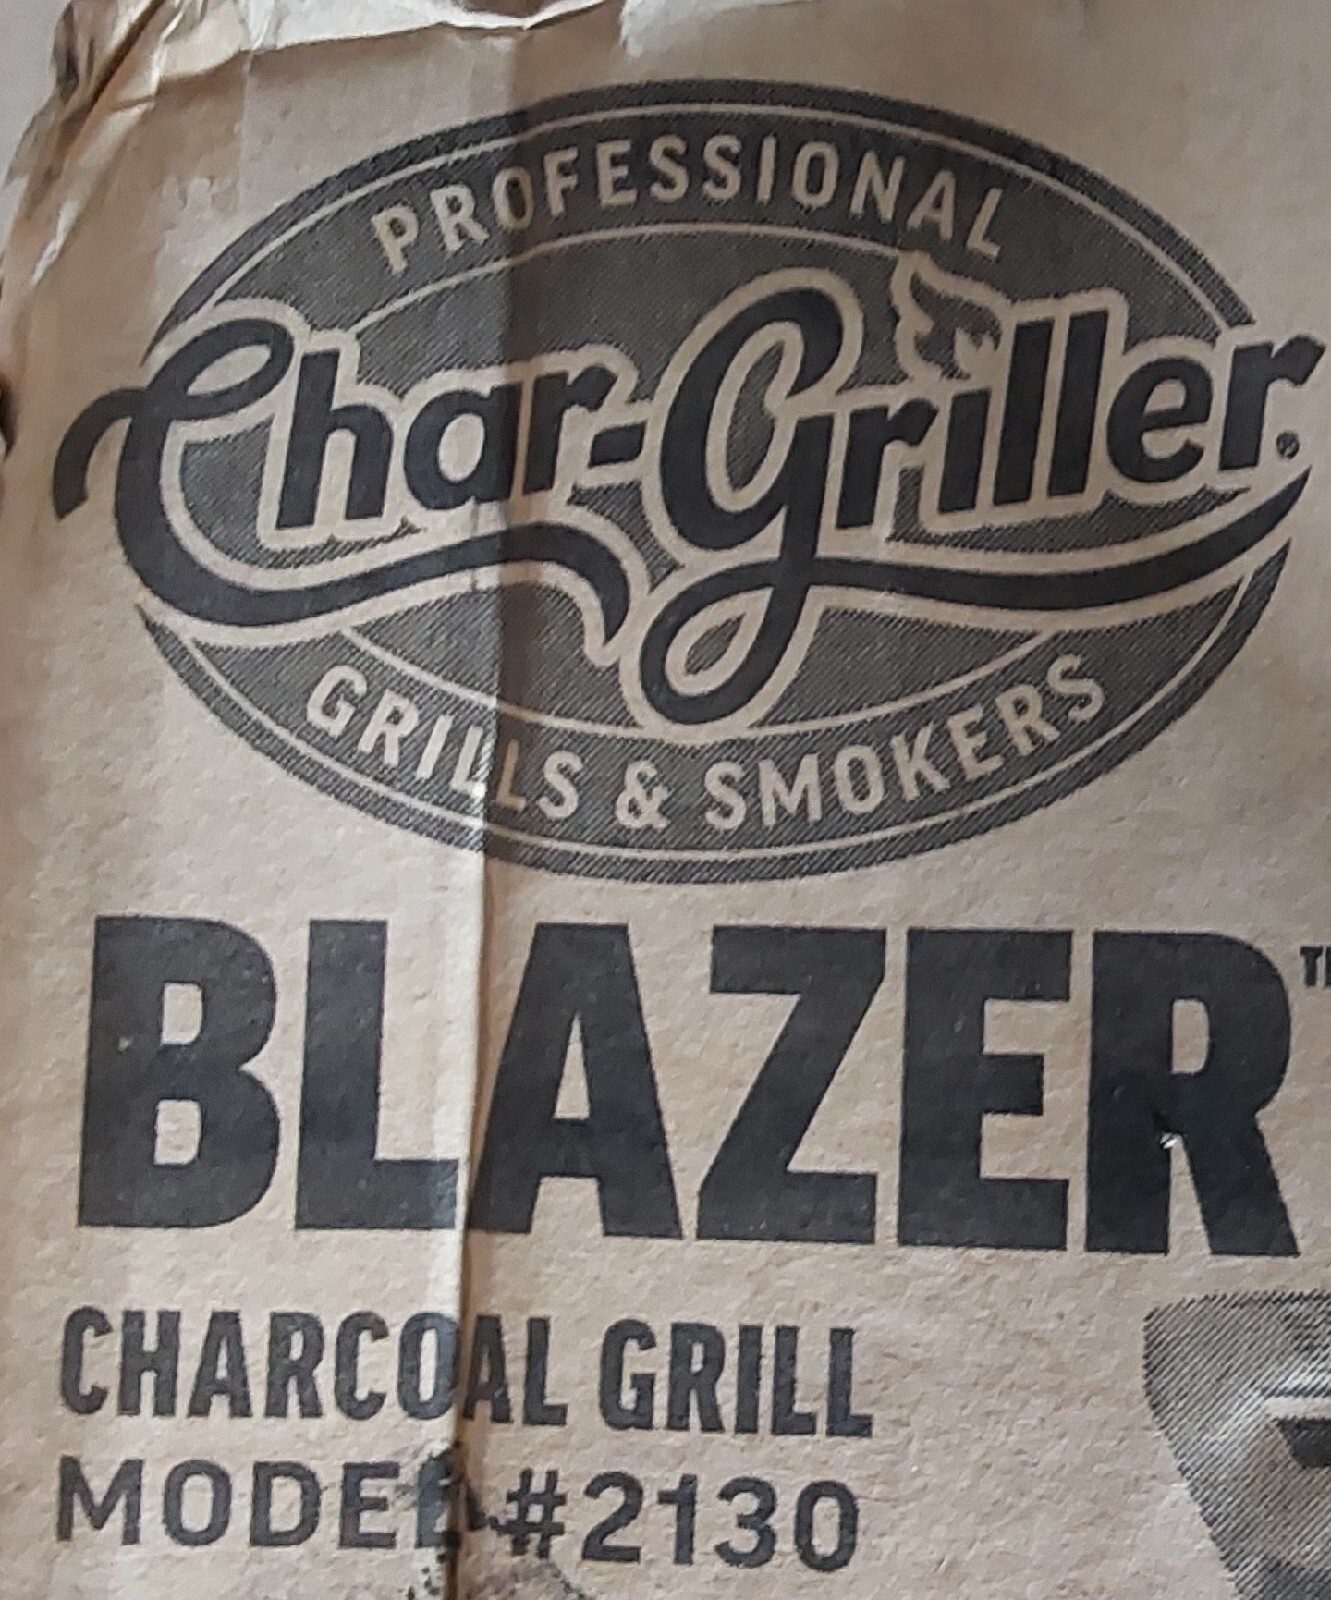 PROFESSIONAL
Char-Griller®
GRILLS & SMOKERS
BLAZER™
CHARCOAL GRILL
MODEL #2130